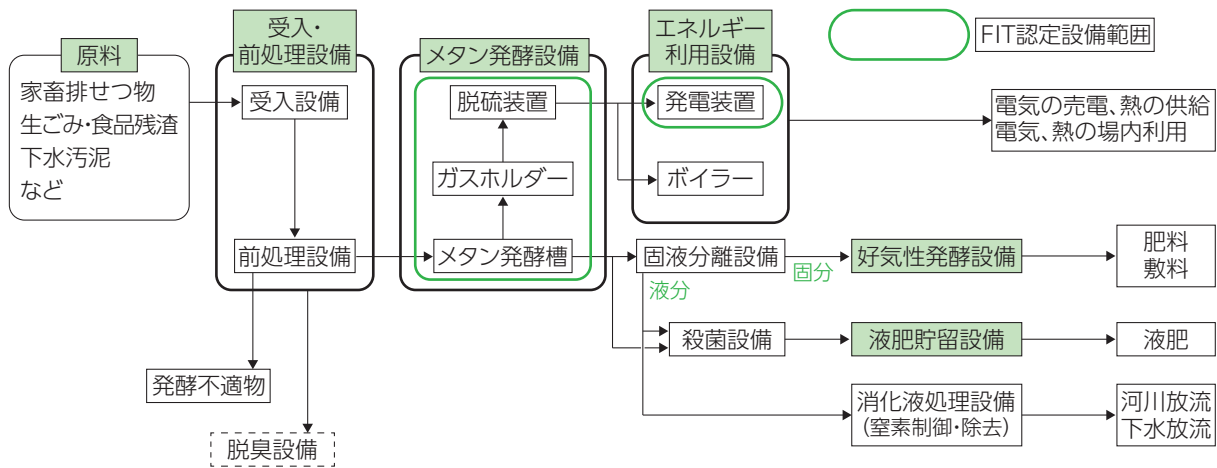 原料
家畜排せつ物
生ごみ・食品残渣
下水汚泥
など
受入・
前処理設備
受入設備
前処理設備
発酵不適物
脱臭設備
メタン発酵設備
脱硫装置
ガスホルダー
メタン発酵槽
エネルギー
利用設備
発電装置
ボイラー
FIT認定設備範囲
電気の売電、熱の供給
電気、熱の場内利用
固液分離設備
固分
液分
好気性発酵設備
肥料
敷料
殺菌設備
液肥貯留設備
液肥
消化液処理設備
(窒素制御・除去)
河川放流
下水放流